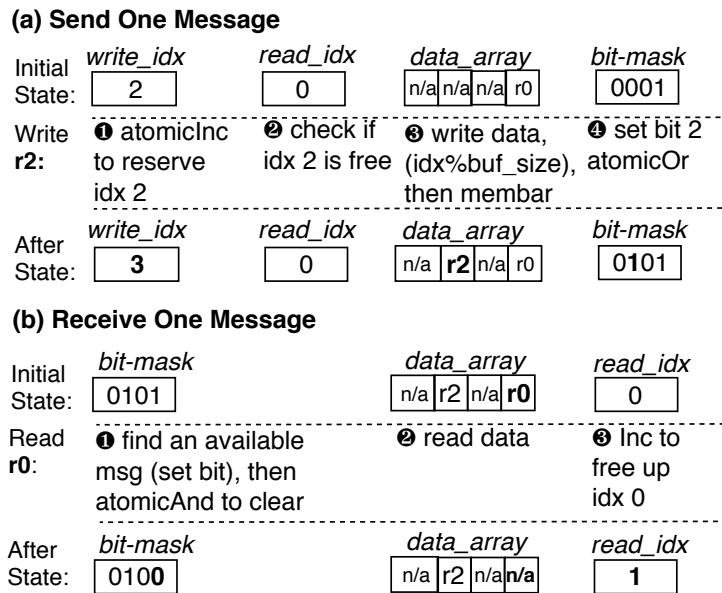 (a) Send One Message
write_idx read_idx data_array bit-mask
Initial State: 2 0 n/a n/a n/a r0 0001
Write r2: ❶ atomicInc to reserve idx 2 ❷ check if idx 2 is free ❸ write data, (idx%buf_size), then membar ❹ set bit 2 atomicOr
write_idx read_idx data_array bit-mask
After State: 3 0 n/a r2 n/a r0 0101
(b) Receive One Message
bit-mask data_array read_idx
Initial State: 0101 n/a r2 n/a r0 0
Read r0: ❶ find an available msg (set bit), then atomicAnd to clear ❷ read data ❸ Inc to free up idx 0
bit-mask data_array read_idx
After State: 0100 n/a r2 n/a n/a 1